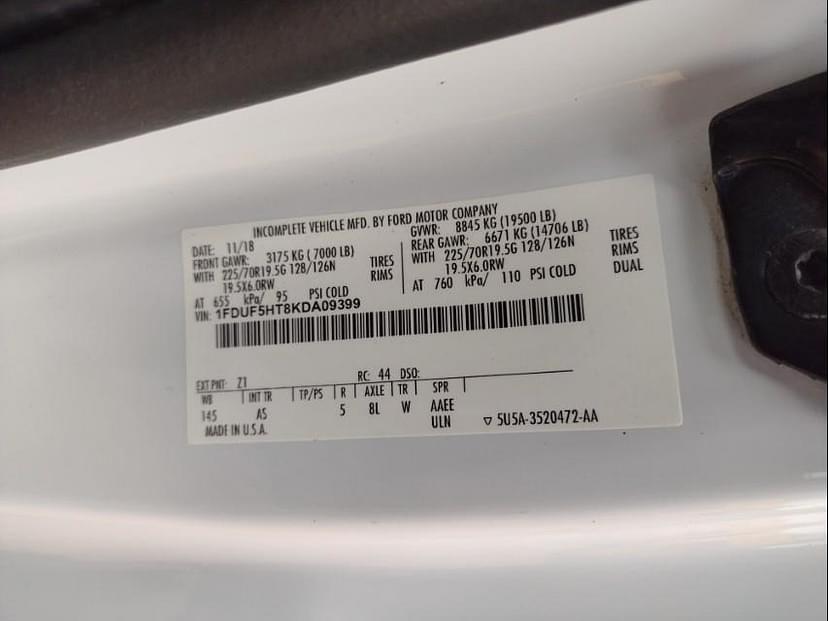 INCOMPLETE VEHICLE MFD. BY FORD MOTOR COMPANY
DATE: 11/18 GVWR: 8845 KG (19500 LB)
FRONT GAWR: 3175 KG ( 7000 LB) REAR GAWR: 6671 KG (14706 LB)
WITH 225/70R19.5G 128/126N TIRES WITH 225/70R19.5G 128/126N TIRES
19.5X6.0RW RIMS 19.5X6.0RW RIMS
AT 655 kPa/ 95 PSI COLD AT 760 kPa/ 110 PSI COLD DUAL
VIN: 1FDUF5HT8KDA09399
EXT PNT: Z1 RC: 44 DSO:
WB INT TR TP/PS R AXLE TR SPR
145 AS 5 8L W AAEE
MADE IN U.S.A. ULN ▽ 5U5A-3520472-AA